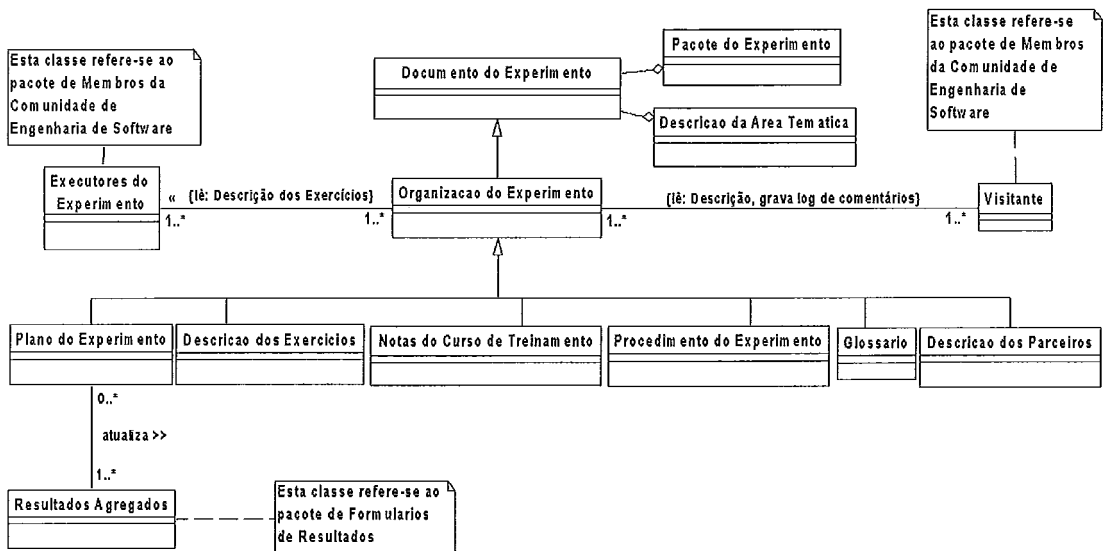 Esta classe refere-se ao
pacote de Membros da
Comunidade de
Engenharia de Software
Documento do Experimento
Pacote do Experimento
Descricao da Area Tematica
Esta classe refere-se
ao pacote de Membros
da Comunidade de
Engenharia de
Software
Executores do
Experimento
« {lê: Descrição dos Exercícios}
1..*
1..*
Organizacao do Experimento
{lê: Descrição, grava log de comentários}
1..*
1..*
Visitante
Plano do Experimento
Descricao dos Exercicios
Notas do Curso de Treinamento
Procedimento do Experimento
Glossario
Descricao dos Parceiros
0..*
atualiza >>
1..*
Resultados Agregados
Esta classe refere-se ao
pacote de Formularios
de Resultados